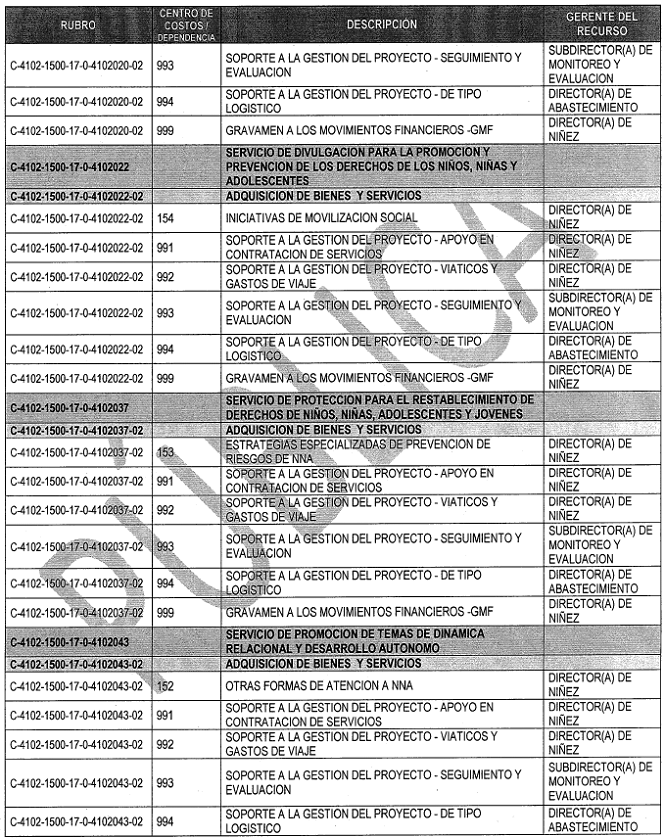 RUBRO
CENTRO DE
COSTOS /
DEPENDENCIA
DESCRIPCION
GERENTE DEL
RECURSO
C-4102-1500-17-0-4102020-02 993 SOPORTE A LA GESTION DEL PROYECTO - SEGUIMIENTO Y
EVALUACION
SUBDIRECTOR(A) DE
MONITOREO Y
EVALUACION
C-4102-1500-17-0-4102020-02 994 SOPORTE A LA GESTION DEL PROYECTO - DE TIPO
LOGISTICO
DIRECTOR(A) DE
ABASTECIMIENTO
C-4102-1500-17-0-4102020-02 999 GRAVAMEN A LOS MOVIMIENTOS FINANCIEROS -GMF
DIRECTOR(A) DE
NIÑEZ
C-4102-1500-17-0-4102022
SERVICIO DE DIVULGACION PARA LA PROMOCION Y
PREVENCION DE LOS DERECHOS DE LOS NIÑOS, NIÑAS Y
ADOLESCENTES
C-4102-1500-17-0-4102022-02 ADQUISICION DE BIENES Y SERVICIOS
C-4102-1500-17-0-4102022-02 154 INICIATIVAS DE MOVILIZACION SOCIAL
DIRECTOR(A) DE
NIÑEZ
C-4102-1500-17-0-4102022-02 991 SOPORTE A LA GESTION DEL PROYECTO - APOYO EN
CONTRATACION DE SERVICIOS
DIRECTOR(A) DE
NIÑEZ
C-4102-1500-17-0-4102022-02 992 SOPORTE A LA GESTION DEL PROYECTO - VIATICOS Y
GASTOS DE VIAJE
DIRECTOR(A) DE
NIÑEZ
C-4102-1500-17-0-4102022-02 993 SOPORTE A LA GESTION DEL PROYECTO - SEGUIMIENTO Y
EVALUACION
SUBDIRECTOR(A) DE
MONITOREO Y
EVALUACION
C-4102-1500-17-0-4102022-02 994 SOPORTE A LA GESTION DEL PROYECTO - DE TIPO
LOGISTICO
DIRECTOR(A) DE
ABASTECIMIENTO
C-4102-1500-17-0-4102022-02 999 GRAVAMEN A LOS MOVIMIENTOS FINANCIEROS -GMF
DIRECTOR(A) DE
NIÑEZ
C-4102-1500-17-0-4102037
SERVICIO DE PROTECCION PARA EL RESTABLECIMIENTO DE
DERECHOS DE NIÑOS, NIÑAS, ADOLESCENTES Y JOVENES
C-4102-1500-17-0-4102037-02 ADQUISICION DE BIENES Y SERVICIOS
C-4102-1500-17-0-4102037-02 153 ESTRATEGIAS ESPECIALIZADAS DE PREVENCION DE
RIESGOS DE NNA
DIRECTOR(A) DE
NIÑEZ
C-4102-1500-17-0-4102037-02 991 SOPORTE A LA GESTION DEL PROYECTO - APOYO EN
CONTRATACION DE SERVICIOS
DIRECTOR(A) DE
NIÑEZ
C-4102-1500-17-0-4102037-02 992 SOPORTE A LA GESTION DEL PROYECTO - VIATICOS Y
GASTOS DE VIAJE
DIRECTOR(A) DE
NIÑEZ
C-4102-1500-17-0-4102037-02 993 SOPORTE A LA GESTION DEL PROYECTO - SEGUIMIENTO Y
EVALUACION
SUBDIRECTOR(A) DE
MONITOREO Y
EVALUACION
C-4102-1500-17-0-4102037-02 994 SOPORTE A LA GESTION DEL PROYECTO - DE TIPO
LOGISTICO
DIRECTOR(A) DE
ABASTECIMIENTO
C-4102-1500-17-0-4102037-02 999 GRAVAMEN A LOS MOVIMIENTOS FINANCIEROS -GMF
DIRECTOR(A) DE
NIÑEZ
C-4102-1500-17-0-4102043
SERVICIO DE PROMOCION DE TEMAS DE DINAMICA
RELACIONAL Y DESARROLLO AUTONOMO
C-4102-1500-17-0-4102043-02 ADQUISICION DE BIENES Y SERVICIOS
C-4102-1500-17-0-4102043-02 152 OTRAS FORMAS DE ATENCION A NNA
DIRECTOR(A) DE
NIÑEZ
C-4102-1500-17-0-4102043-02 991 SOPORTE A LA GESTION DEL PROYECTO - APOYO EN
CONTRATACION DE SERVICIOS
DIRECTOR(A) DE
NIÑEZ
C-4102-1500-17-0-4102043-02 992 SOPORTE A LA GESTION DEL PROYECTO - VIATICOS Y
GASTOS DE VIAJE
DIRECTOR(A) DE
NIÑEZ
C-4102-1500-17-0-4102043-02 993 SOPORTE A LA GESTION DEL PROYECTO - SEGUIMIENTO Y
EVALUACION
SUBDIRECTOR(A) DE
MONITOREO Y
EVALUACION
C-4102-1500-17-0-4102043-02 994 SOPORTE A LA GESTION DEL PROYECTO - DE TIPO
LOGISTICO
DIRECTOR(A) DE
ABASTECIMIENTO
PÚBLICA